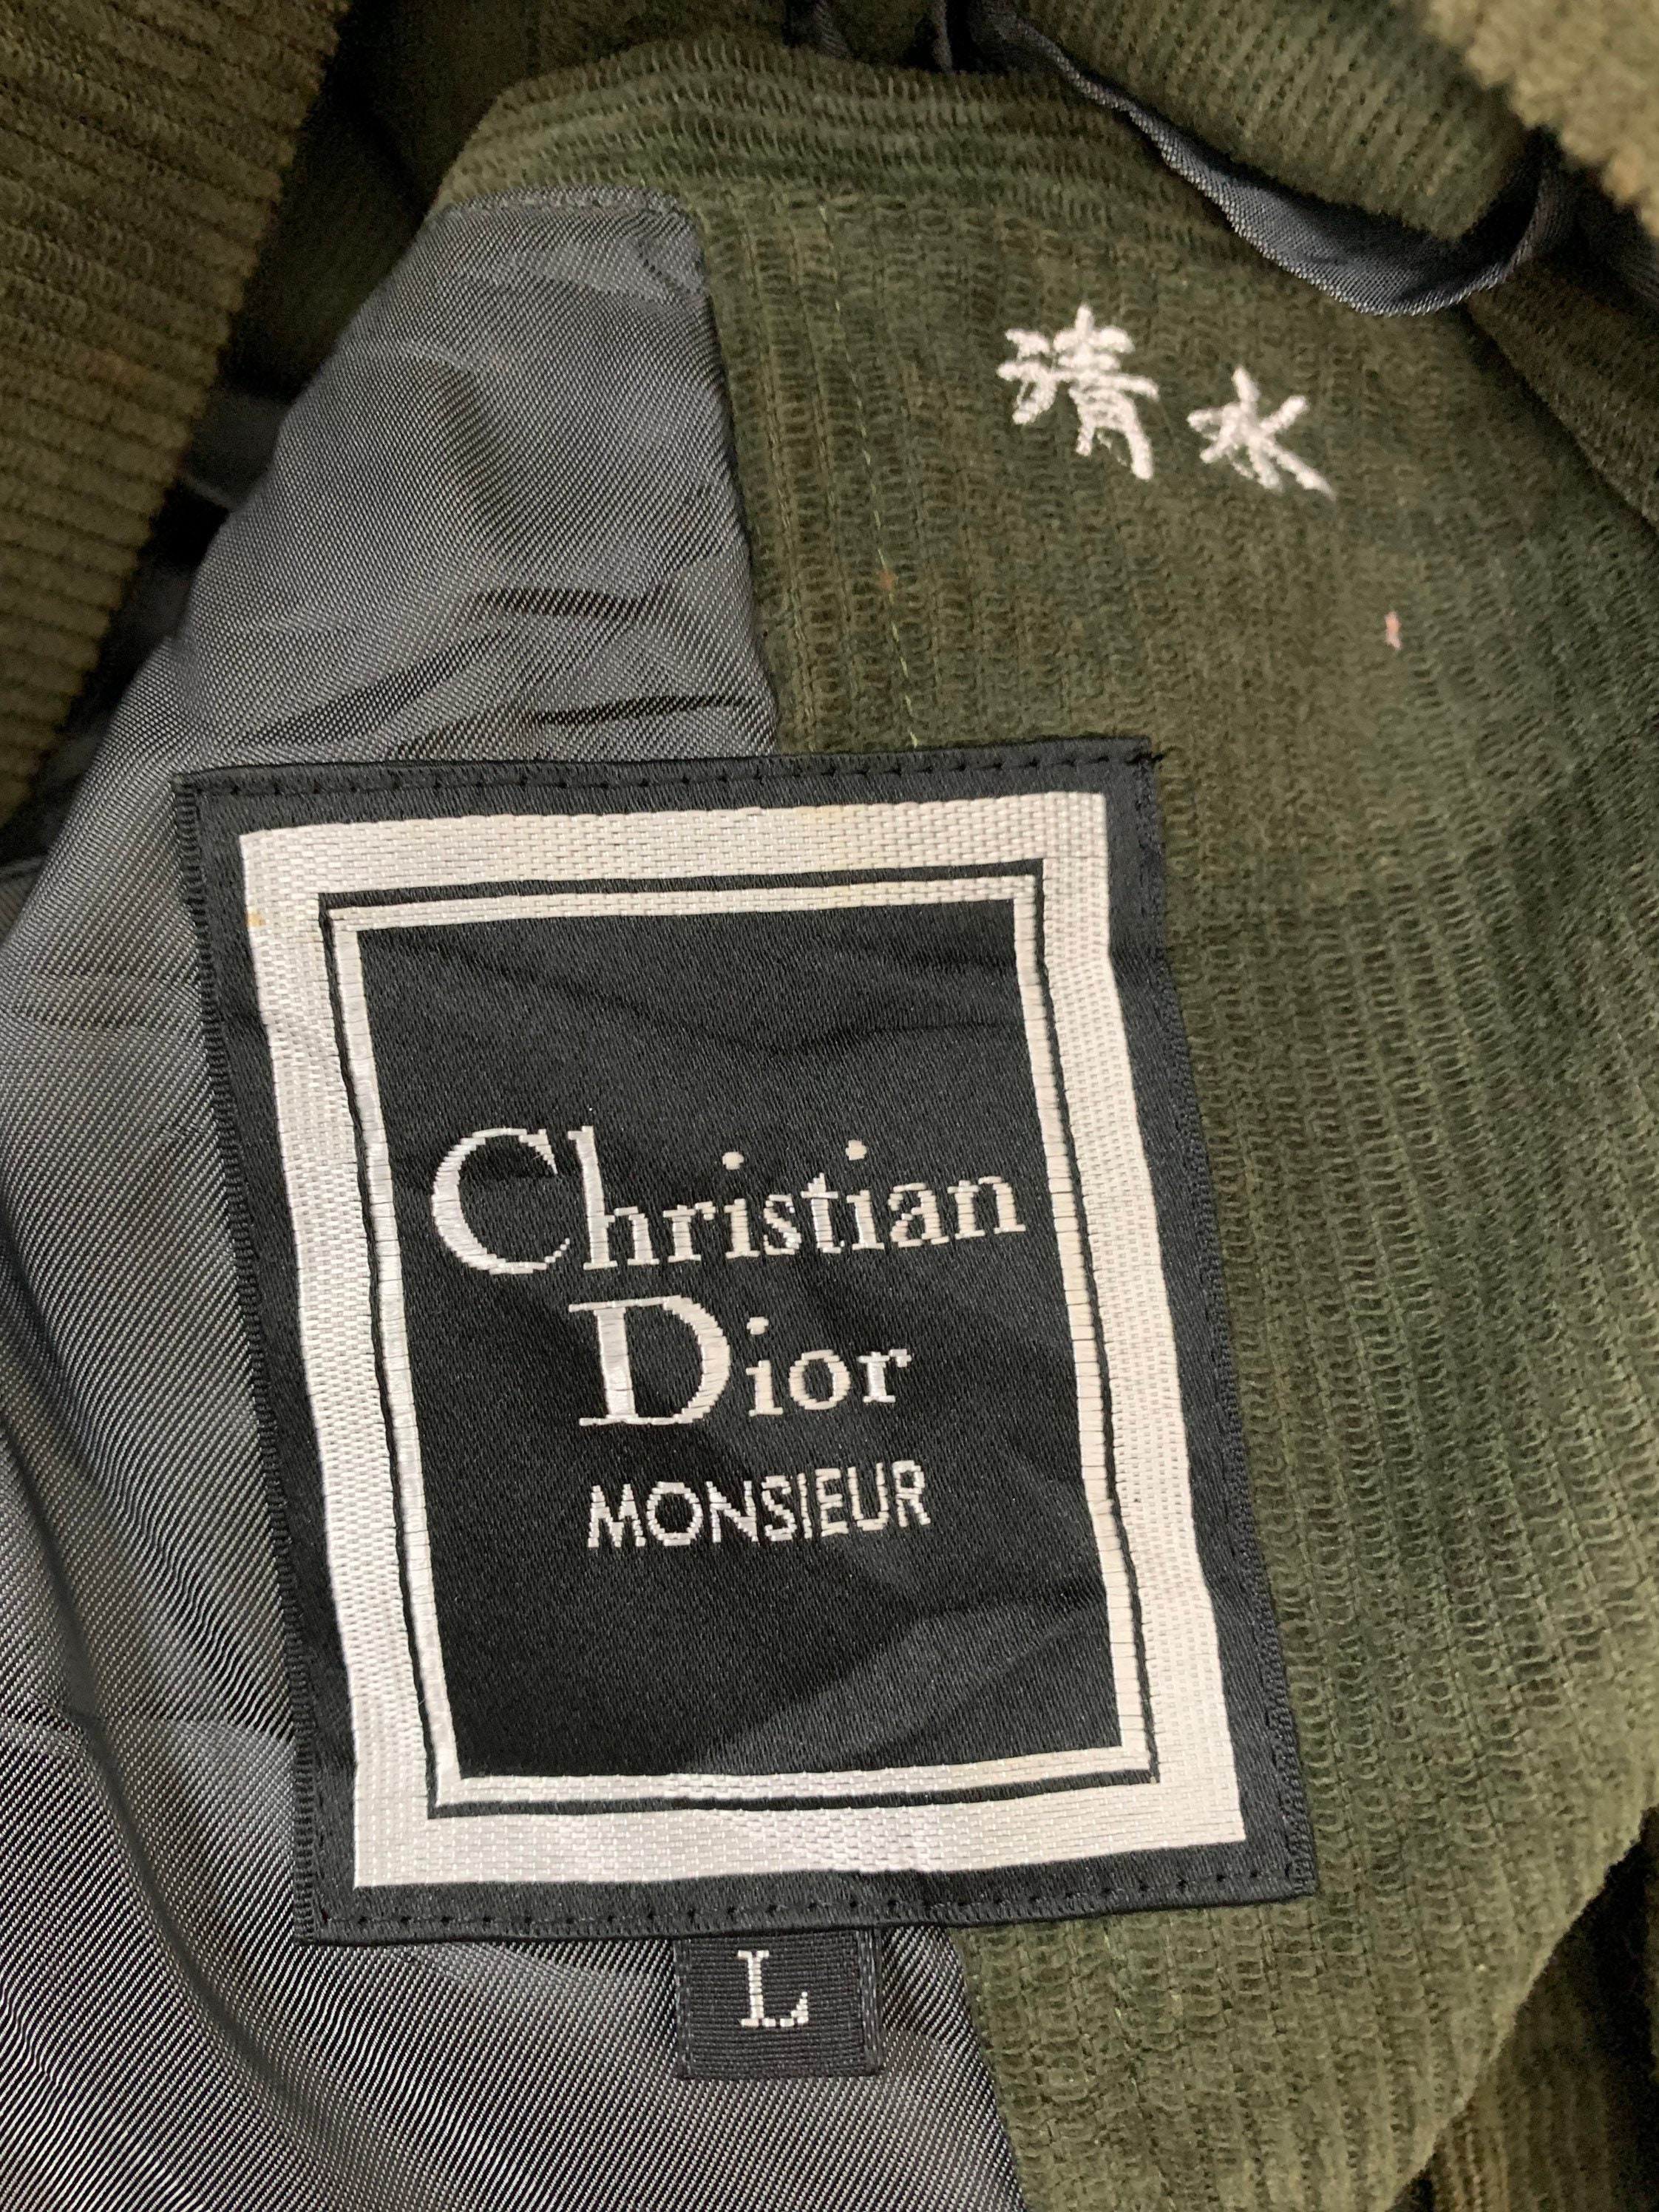 清水
Christian
Dior
MONSIEUR
L